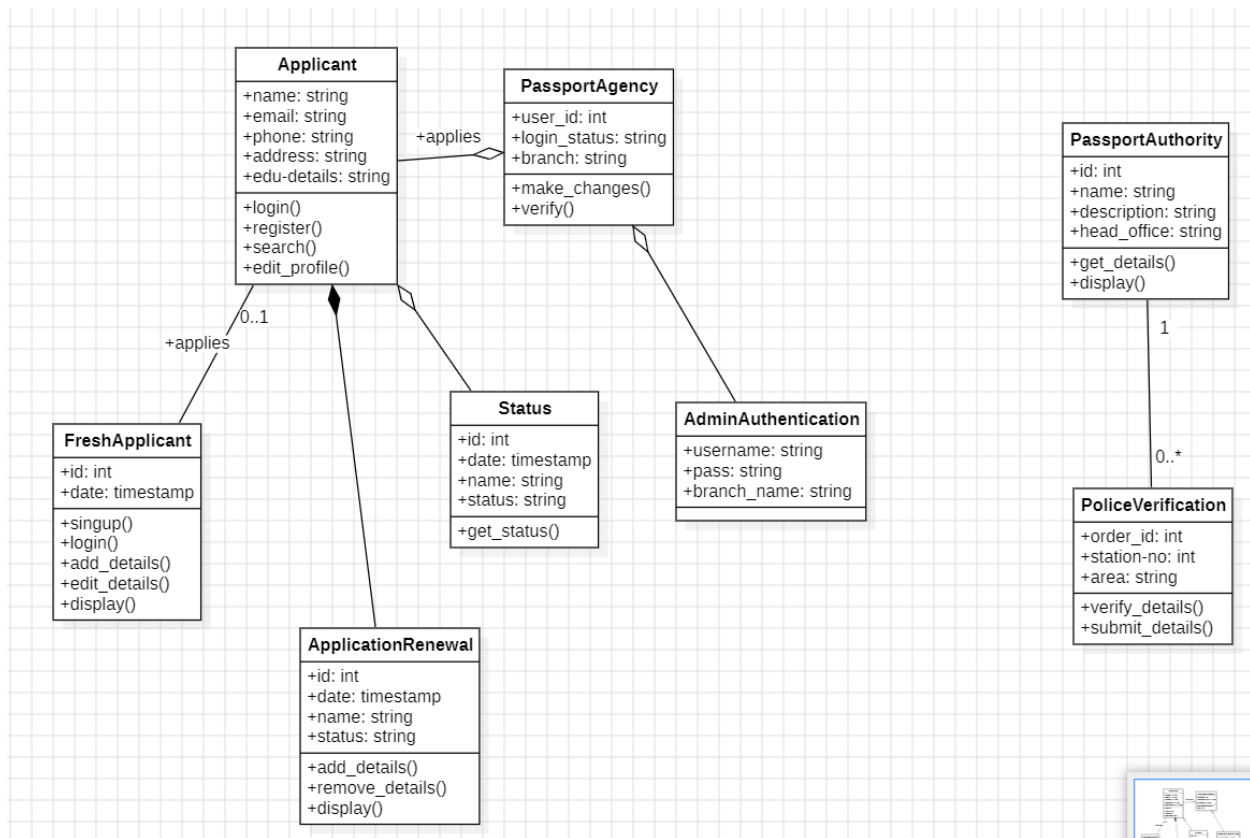 Applicant
+name: string
+email: string
+phone: string
+address: string
+edu-details: string
+login()
+register()
+search()
+edit_profile()
+applies
PassportAgency
+user_id: int
+login_status: string
+branch: string
+make_changes()
+verify()
PassportAuthority
+id: int
+name: string
+description: string
+head_office: string
+get_details()
+display()
0..1
+applies
1
0..*
FreshApplicant
+id: int
+date: timestamp
+singup()
+login()
+add_details()
+edit_details()
+display()
Status
+id: int
+date: timestamp
+name: string
+status: string
+get_status()
AdminAuthentication
+username: string
+pass: string
+branch_name: string
PoliceVerification
+order_id: int
+station-no: int
+area: string
+verify_details()
+submit_details()
ApplicationRenewal
+id: int
+date: timestamp
+name: string
+status: string
+add_details()
+remove_details()
+display()